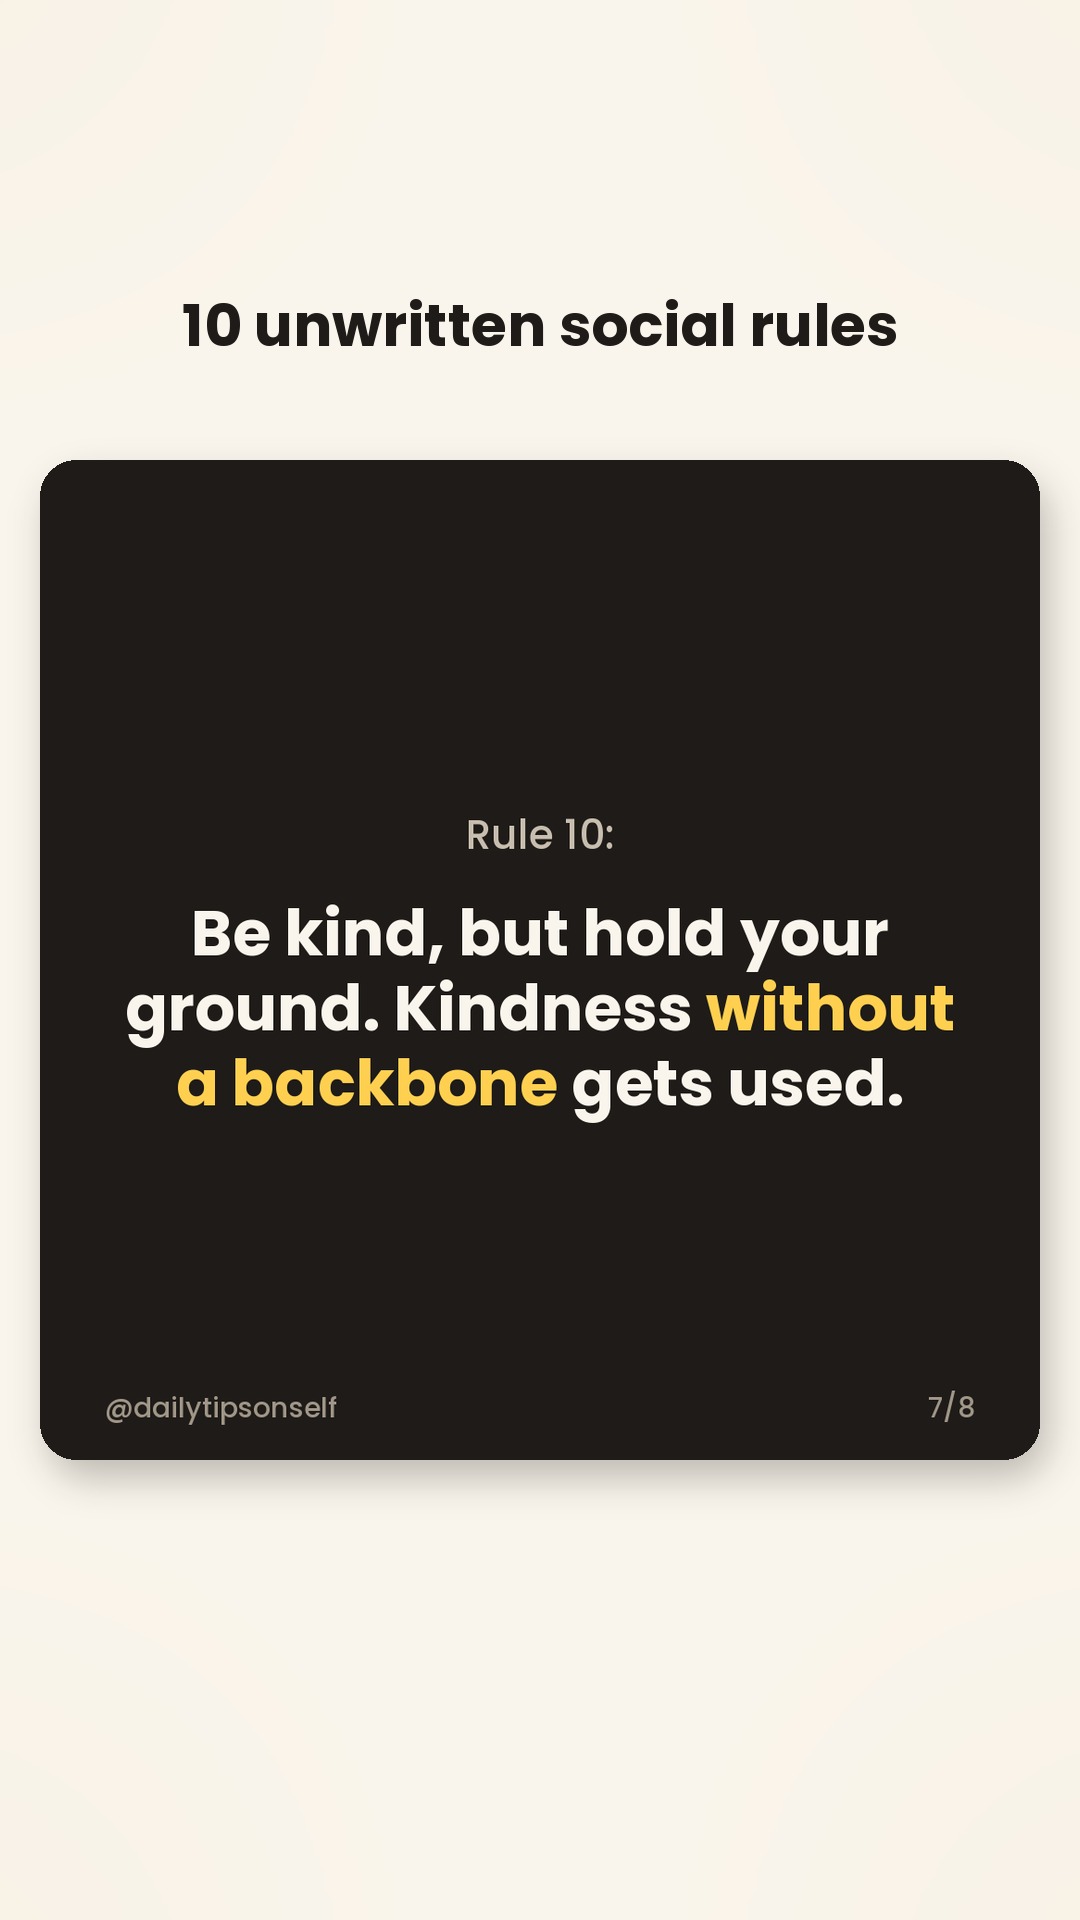 10 unwritten social rules
Rule 10:
Be kind, but hold your
ground. Kindness without
a backbone gets used.
@dailytipsonself
7/8